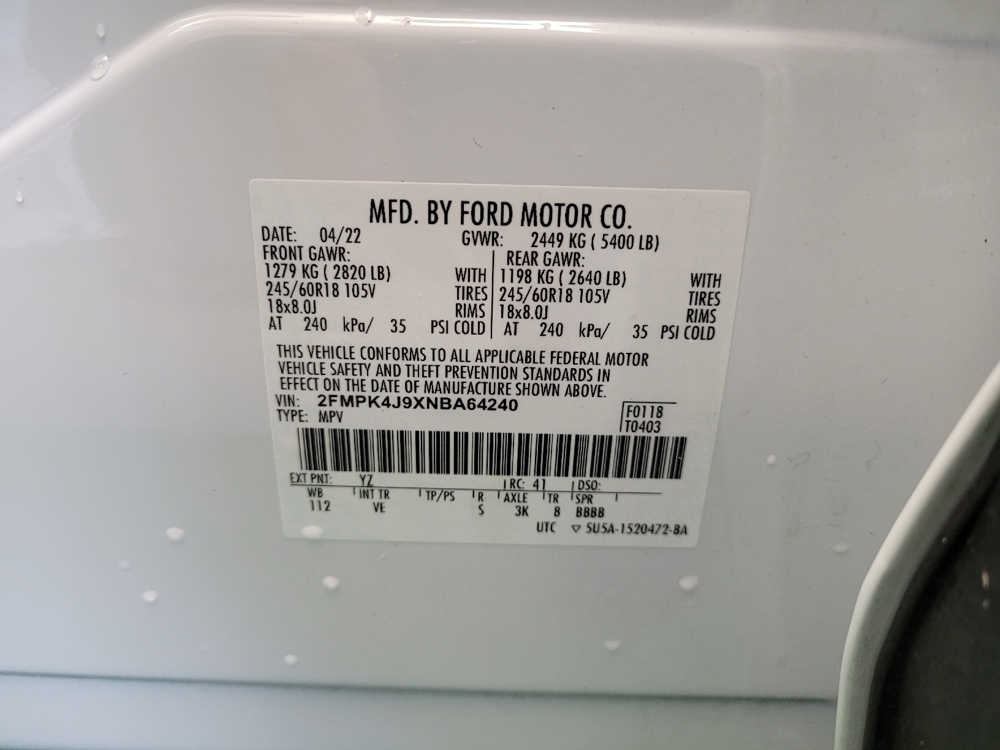 MFD. BY FORD MOTOR CO.
DATE: 04/22 GVWR: 2449 KG ( 5400 LB)
FRONT GAWR: REAR GAWR:
1279 KG ( 2820 LB) WITH 1198 KG ( 2640 LB) WITH
245/60R18 105V TIRES 245/60R18 105V TIRES
18x8.0J RIMS 18x8.0J RIMS
AT 240 kPa/ 35 PSI COLD AT 240 kPa/ 35 PSI COLD
THIS VEHICLE CONFORMS TO ALL APPLICABLE FEDERAL MOTOR
VEHICLE SAFETY AND THEFT PREVENTION STANDARDS IN
EFFECT ON THE DATE OF MANUFACTURE SHOWN ABOVE.
VIN: 2FMPK4J9XNBA64240
TYPE: MPV
F0118
T0403
EXT PNT: YZ RC: 41 DSO:
WB INT TR TP/PS R AXLE TR SPR
112 VE S 3K 8 BBBB
UTC ▽ 5U5A-1520472-BA